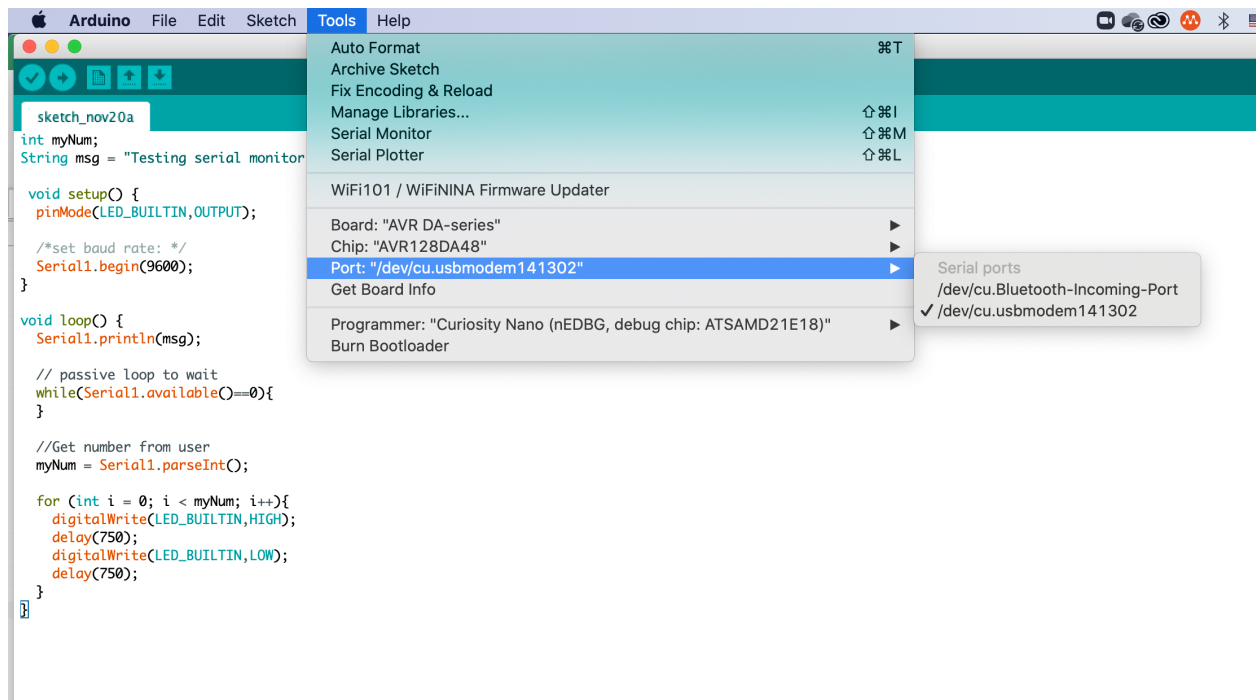 Arduino File Edit Sketch Tools Help
Auto Format ⌘T
Archive Sketch
Fix Encoding & Reload
Manage Libraries... ⇧⌘I
Serial Monitor ⇧⌘M
Serial Plotter ⇧⌘L
WiFi101 / WiFiNINA Firmware Updater
Board: "AVR DA-series"
Chip: "AVR128DA48"
Port: "/dev/cu.usbmodem141302"
Get Board Info
Programmer: "Curiosity Nano (nEDBG, debug chip: ATSAMD21E18)"
Burn Bootloader
Serial ports
/dev/cu.Bluetooth-Incoming-Port
✓ /dev/cu.usbmodem141302
sketch_nov20a
int myNum;
String msg = "Testing serial monitor
void setup() {
pinMode(LED_BUILTIN,OUTPUT);
/*set baud rate: */
Serial1.begin(9600);
}
void loop() {
Serial1.println(msg);
// passive loop to wait
while(Serial1.available()==0){
}
//Get number from user
myNum = Serial1.parseInt();
for (int i = 0; i < myNum; i++){
digitalWrite(LED_BUILTIN,HIGH);
delay(750);
digitalWrite(LED_BUILTIN,LOW);
delay(750);
}
}